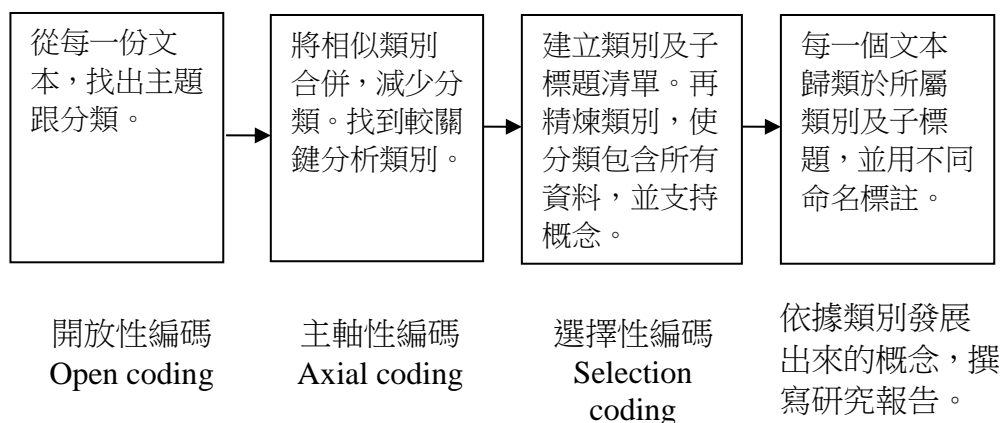 從每一份文
本，找出主題
跟分類。
將相似類別
合併，減少分
類。找到較關
鍵分析類別。
建立類別及子
標題清單。再
精煉類別，使
分類包含所有
資料，並支持
概念。
每一個文本
歸類於所屬
類別及子標
題，並用不同
命名標註。
開放性編碼
Open coding
主軸性編碼
Axial coding
選擇性編碼
Selection
coding
依據類別發展
出來的概念，撰
寫研究報告。